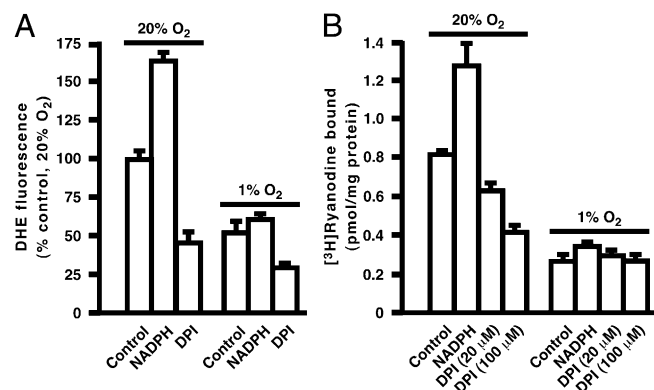 A
20% O2
175
150
125
100
75
50
25
0
DHE fluorescence
(% control, 20% O2)
1% O2
Control
NADPH
DPI
Control
NADPH
DPI
B
20% O2
1.4
1.2
1.0
0.8
0.6
0.4
0.2
0
[³H]Ryanodine bound
(pmol/mg protein)
1% O2
Control
NADPH
DPI (20 μM)
DPI (100 μM)
Control
NADPH
DPI (20 μM)
DPI (100 μM)